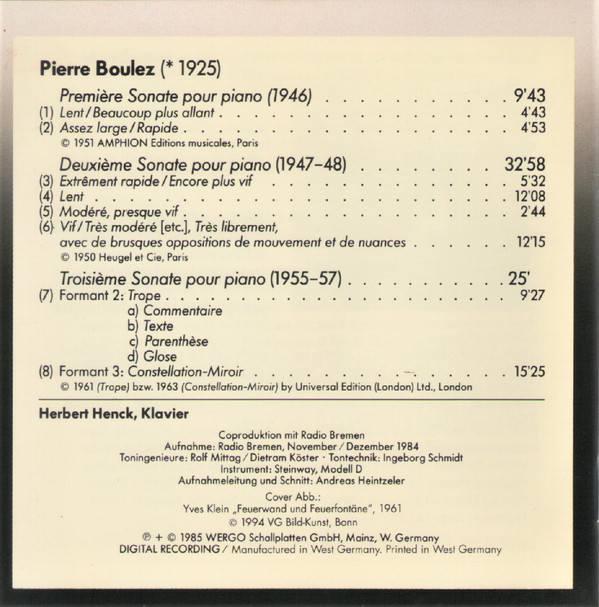 Pierre Boulez (* 1925)
Première Sonate pour piano (1946) . . . . . . . . . . . . 9'43
(1) Lent/Beaucoup plus allant . . . . . . . . . . . . . . . . . 4'43
(2) Assez large/Rapide . . . . . . . . . . . . . . . . . . . . 4'53
© 1951 AMPHION Editions musicales, Paris
Deuxième Sonate pour piano (1947–48) . . . . . . . . . 32'58
(3) Extrêment rapide/Encore plus vif . . . . . . . . . . . . . . 5'32
(4) Lent . . . . . . . . . . . . . . . . . . . . . . . . . 12'08
(5) Modéré, presque vif . . . . . . . . . . . . . . . . . . . . 2'44
(6) Vif/Très modéré [etc.], Très librement,
avec de brusques oppositions de mouvement et de nuances . . . . . . 12'15
© 1950 Heugel et Cie, Paris
Troisième Sonate pour piano (1955–57) . . . . . . . . . . 25'
(7) Formant 2: Trope . . . . . . . . . . . . . . . . . . . . . 9'27
a) Commentaire
b) Texte
c) Parenthèse
d) Glose
(8) Formant 3: Constellation-Miroir . . . . . . . . . . . . . . . 15'25
© 1961 (Trope) bzw. 1963 (Constellation-Miroir) by Universal Edition (London) Ltd., London
Herbert Henck, Klavier
Coproduktion mit Radio Bremen
Aufnahme: Radio Bremen, November/Dezember 1984
Toningenieure: Rolf Mittag/Dietram Köster · Tontechnik: Ingeborg Schmidt
Instrument: Steinway, Modell D
Aufnahmeleitung und Schnitt: Andreas Heintzeler
Cover Abb.:
Yves Klein „Feuerwand und Feuerfontäne", 1961
© 1994 VG Bild-Kunst, Bonn
℗ + © 1985 WERGO Schallplatten GmbH, Mainz, W. Germany
DIGITAL RECORDING / Manufactured in West Germany. Printed in West Germany